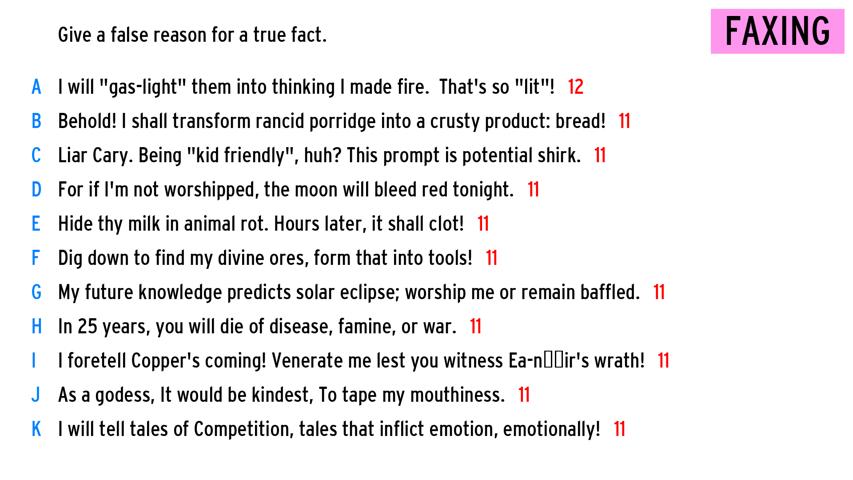 Give a false reason for a true fact.
FAXING
A I will "gas-light" them into thinking I made fire.  That's so "lit"! 12
B Behold! I shall transform rancid porridge into a crusty product: bread! 11
C Liar Cary. Being "kid friendly", huh? This prompt is potential shirk. 11
D For if I'm not worshipped, the moon will bleed red tonight. 11
E Hide thy milk in animal rot. Hours later, it shall clot! 11
F Dig down to find my divine ores, form that into tools! 11
G My future knowledge predicts solar eclipse; worship me or remain baffled. 11
H In 25 years, you will die of disease, famine, or war. 11
I I foretell Copper's coming! Venerate me lest you witness Ea-n▯▯ir's wrath! 11
J As a godess, It would be kindest, To tape my mouthiness. 11
K I will tell tales of Competition, tales that inflict emotion, emotionally! 11